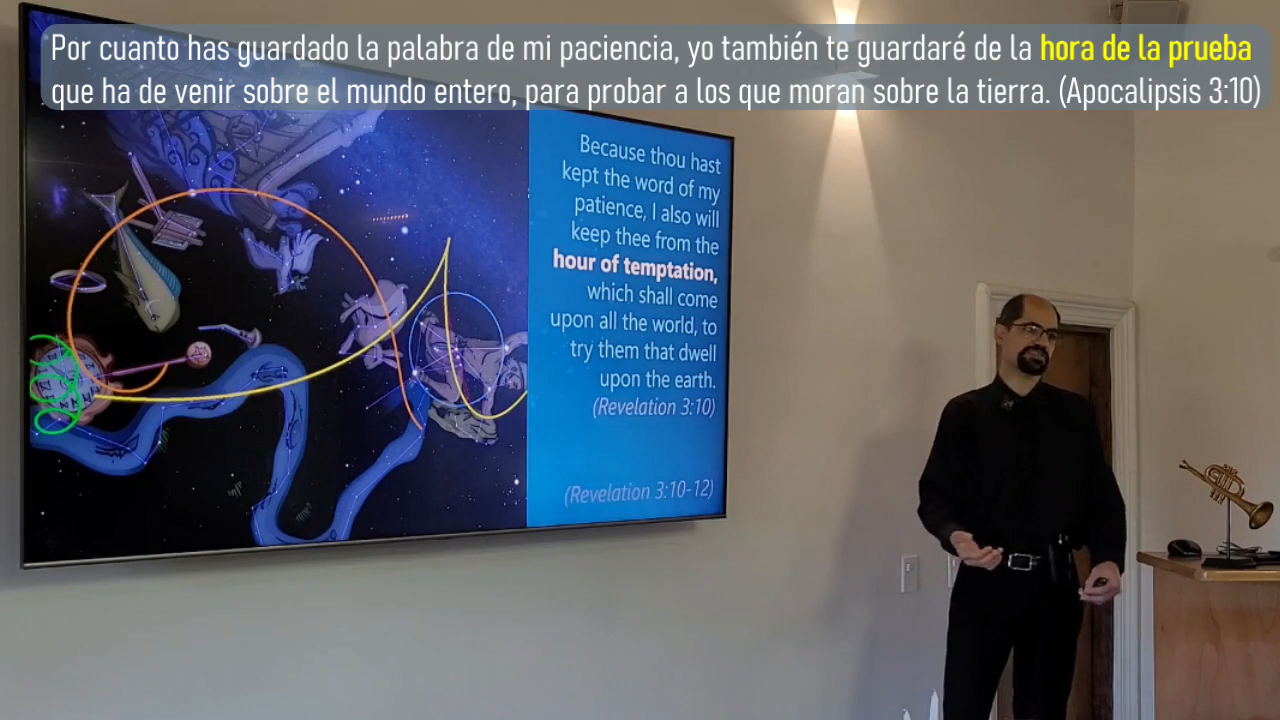 Por cuanto has guardado la palabra de mi paciencia, yo también te guardaré de la hora de la prueba
que ha de venir sobre el mundo entero, para probar a los que moran sobre la tierra. (Apocalipsis 3:10)
Because thou hast
kept the word of my
patience, I also will
keep thee from the
hour of temptation,
which shall come
upon all the world, to
try them that dwell
upon the earth.
(Revelation 3:10)
(Revelation 3:10-12)